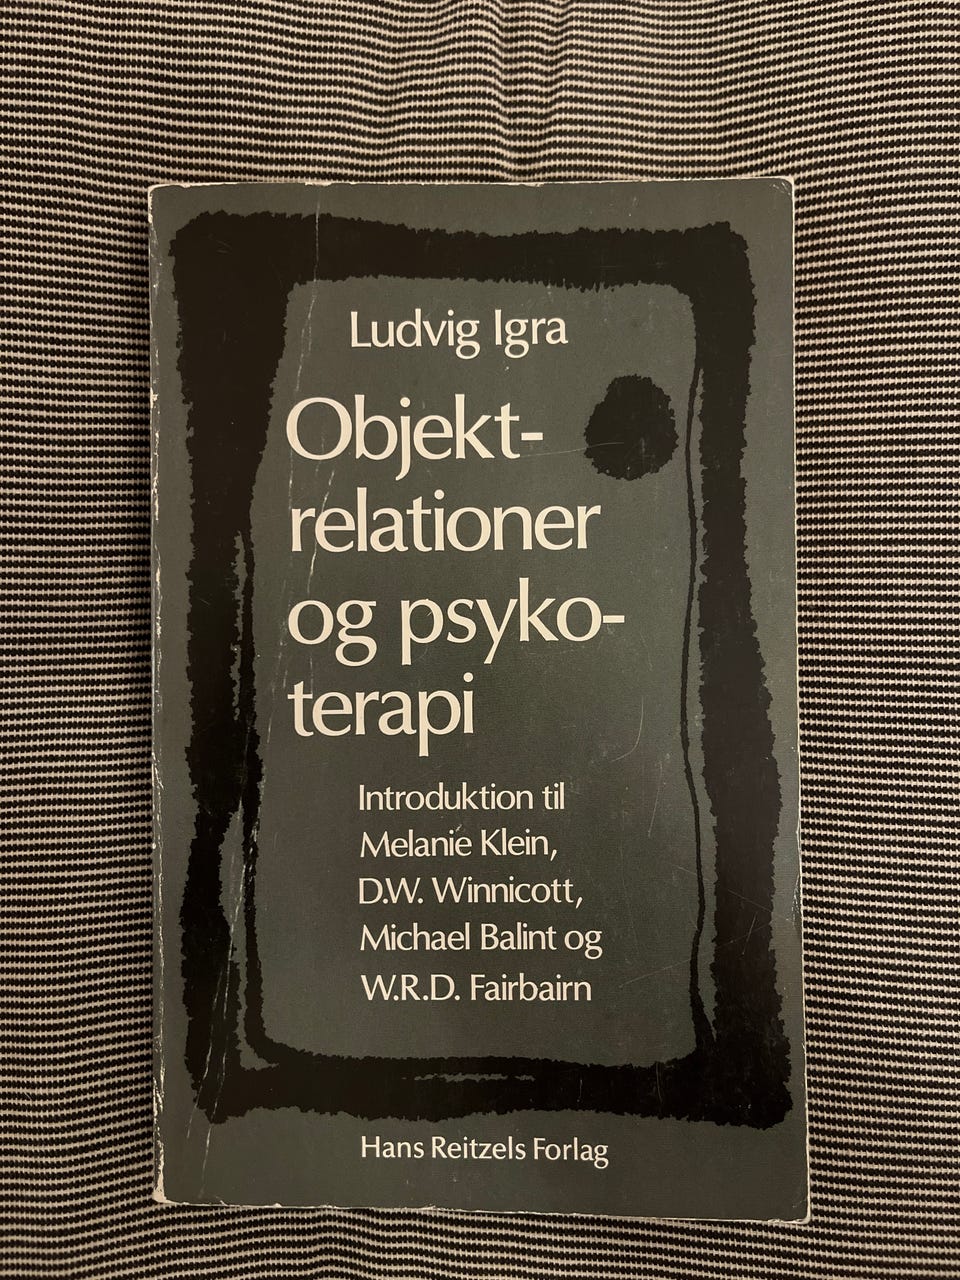 Ludvig Igra
Objekt-
relationer
og psyko-
terapi
Introduktion til
Melanie Klein,
D.W. Winnicott,
Michael Balint og
W.R.D. Fairbairn
Hans Reitzels Forlag